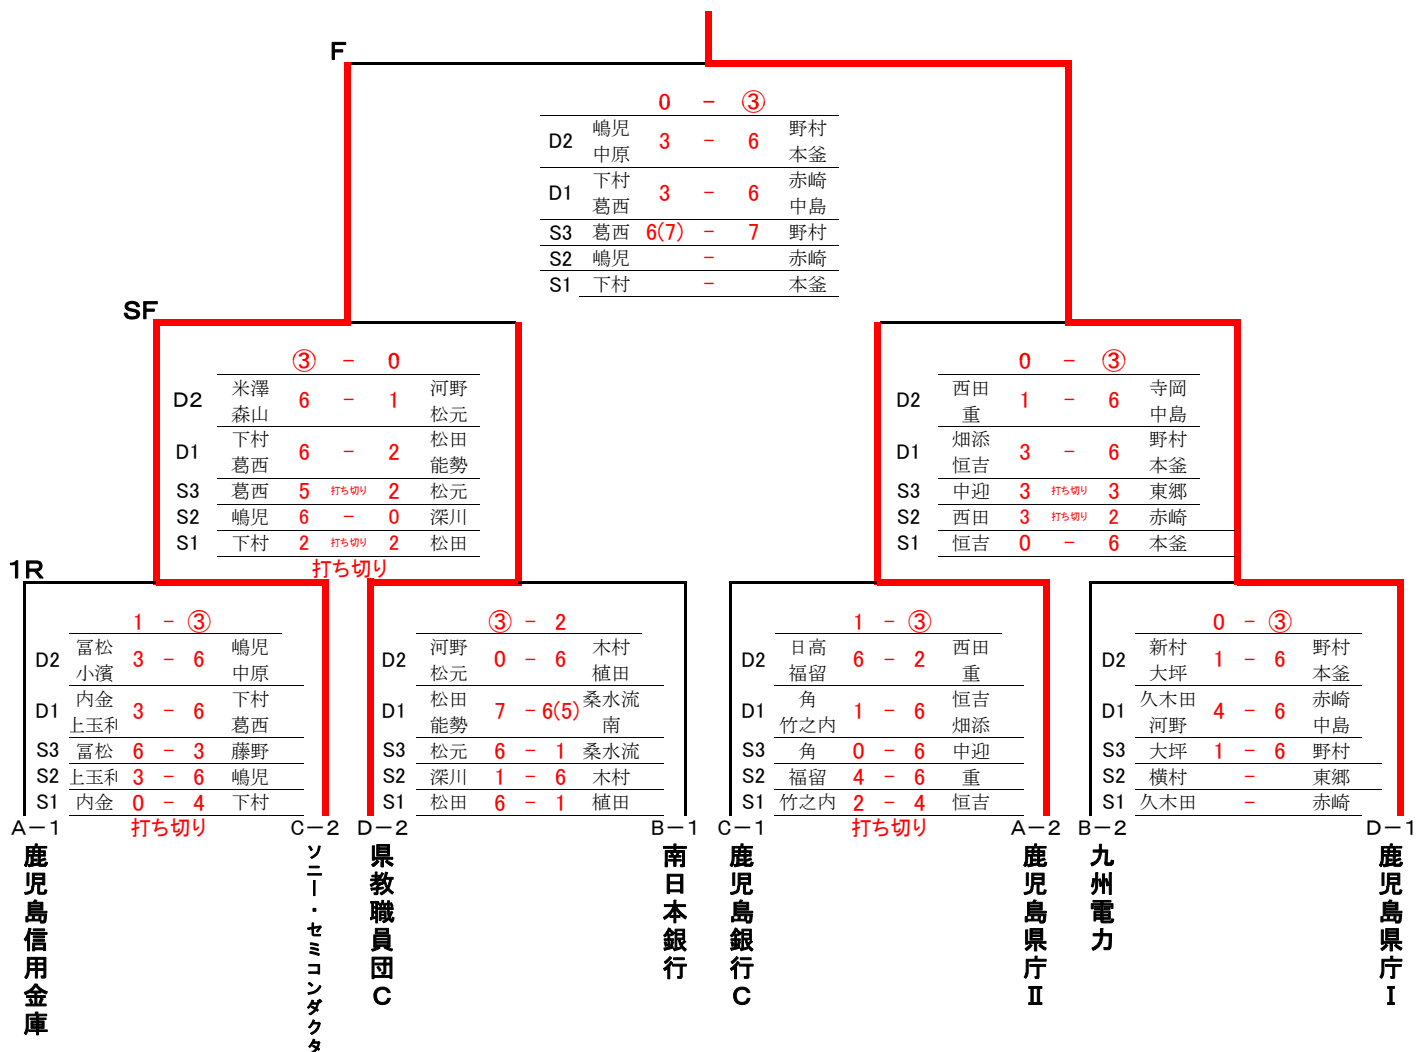 F
0 - ③
D2 嶋児 中原 3 - 6 野村 本釜
D1 下村 葛西 3 - 6 赤崎 中島
S3 葛西 6(7) - 7 野村
S2 嶋児 - 赤崎
S1 下村 - 本釜
SF
③ - 0
D2 米澤 森山 6 - 1 河野 松元
D1 下村 葛西 6 - 2 松田 能勢
S3 葛西 5 打ち切り 2 松元
S2 嶋児 6 - 0 深川
S1 下村 2 打ち切り 2 松田
打ち切り
0 - ③
D2 西田 重 1 - 6 寺岡 中島
D1 畑添 恒吉 3 - 6 野村 本釜
S3 中迎 3 打ち切り 3 東郷
S2 西田 3 打ち切り 2 赤崎
S1 恒吉 0 - 6 本釜
1R
1 - ③
D2 冨松 小濱 3 - 6 嶋児 中原
D1 内金 上玉利 3 - 6 下村 葛西
S3 冨松 6 - 3 藤野
S2 上玉利 3 - 6 嶋児
S1 内金 0 - 4 下村
A-1 打ち切り C-2
③ - 2
D2 河野 松元 0 - 6 木村 植田
D1 松田 能勢 7 - 6(5) 桑水流 南
S3 松元 6 - 1 桑水流
S2 深川 1 - 6 木村
S1 松田 6 - 1 植田
D-2 B-1
1 - ③
D2 日高 福留 6 - 2 西田 重
D1 角 竹之内 1 - 6 恒吉 畑添
S3 角 0 - 6 中迎
S2 福留 4 - 6 重
S1 竹之内 2 - 4 恒吉
C-1 打ち切り A-2
0 - ③
D2 新村 大坪 1 - 6 野村 本釜
D1 久木田 河野 4 - 6 赤崎 中島
S3 大坪 1 - 6 野村
S2 横村 - 東郷
S1 久木田 - 赤崎
B-2 D-1
鹿児島信用金庫
ソニー・セミコンダクタ
県教職員団C
南日本銀行
鹿児島銀行C
鹿児島県庁Ⅱ
九州電力
鹿児島県庁Ⅰ